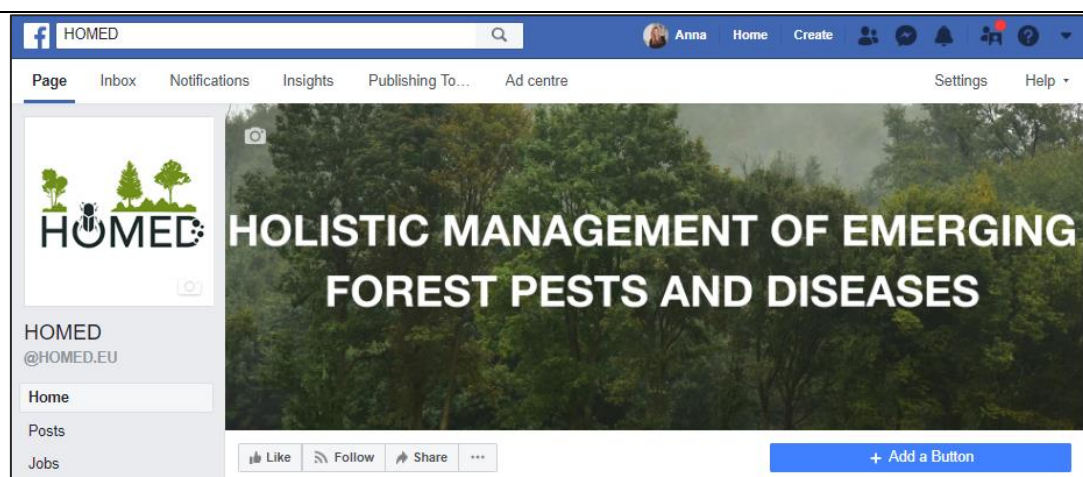 HOMED
Anna Home Create
Page Inbox Notifications Insights Publishing To... Ad centre Settings Help
HOMED
HOLISTIC MANAGEMENT OF EMERGING
FOREST PESTS AND DISEASES
HOMED
@HOMED.EU
Home
Posts
Jobs
Like Follow Share ...
+ Add a Button